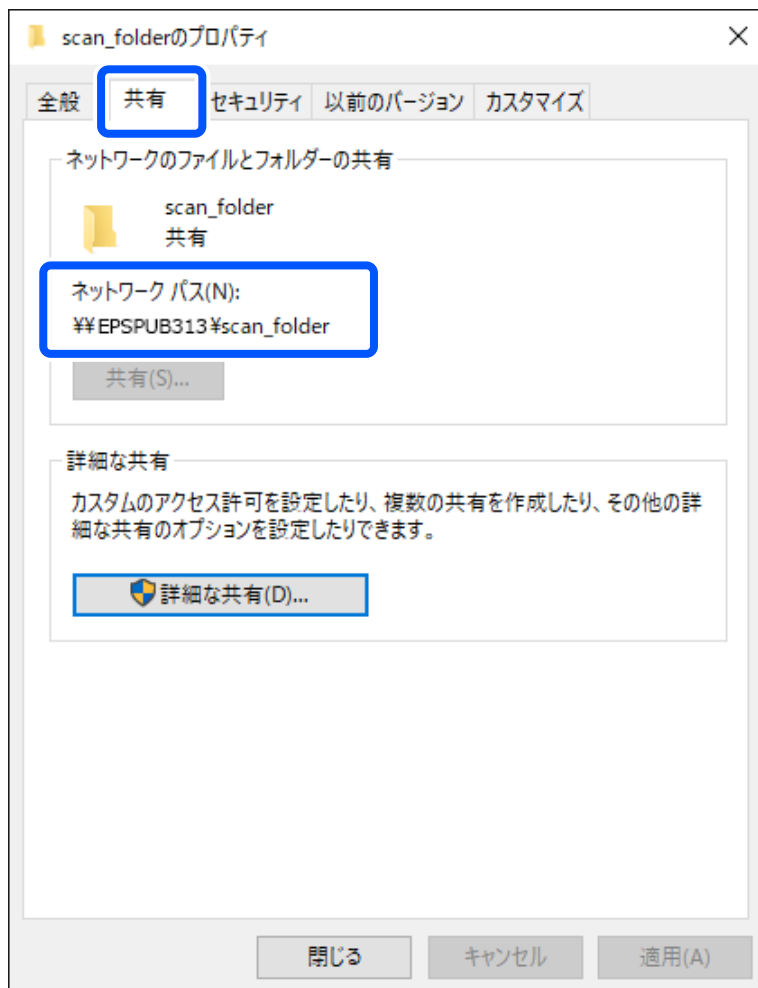 scan_folderのプロパティ
全般 共有 セキュリティ 以前のバージョン カスタマイズ
ネットワークのファイルとフォルダーの共有
scan_folder
共有
ネットワーク パス(N):
¥¥EPSPUB313¥scan_folder
共有(S)...
詳細な共有
カスタムのアクセス許可を設定したり、複数の共有を作成したり、その他の詳
細な共有のオプションを設定したりできます。
詳細な共有(D)...
閉じる キャンセル 適用(A)